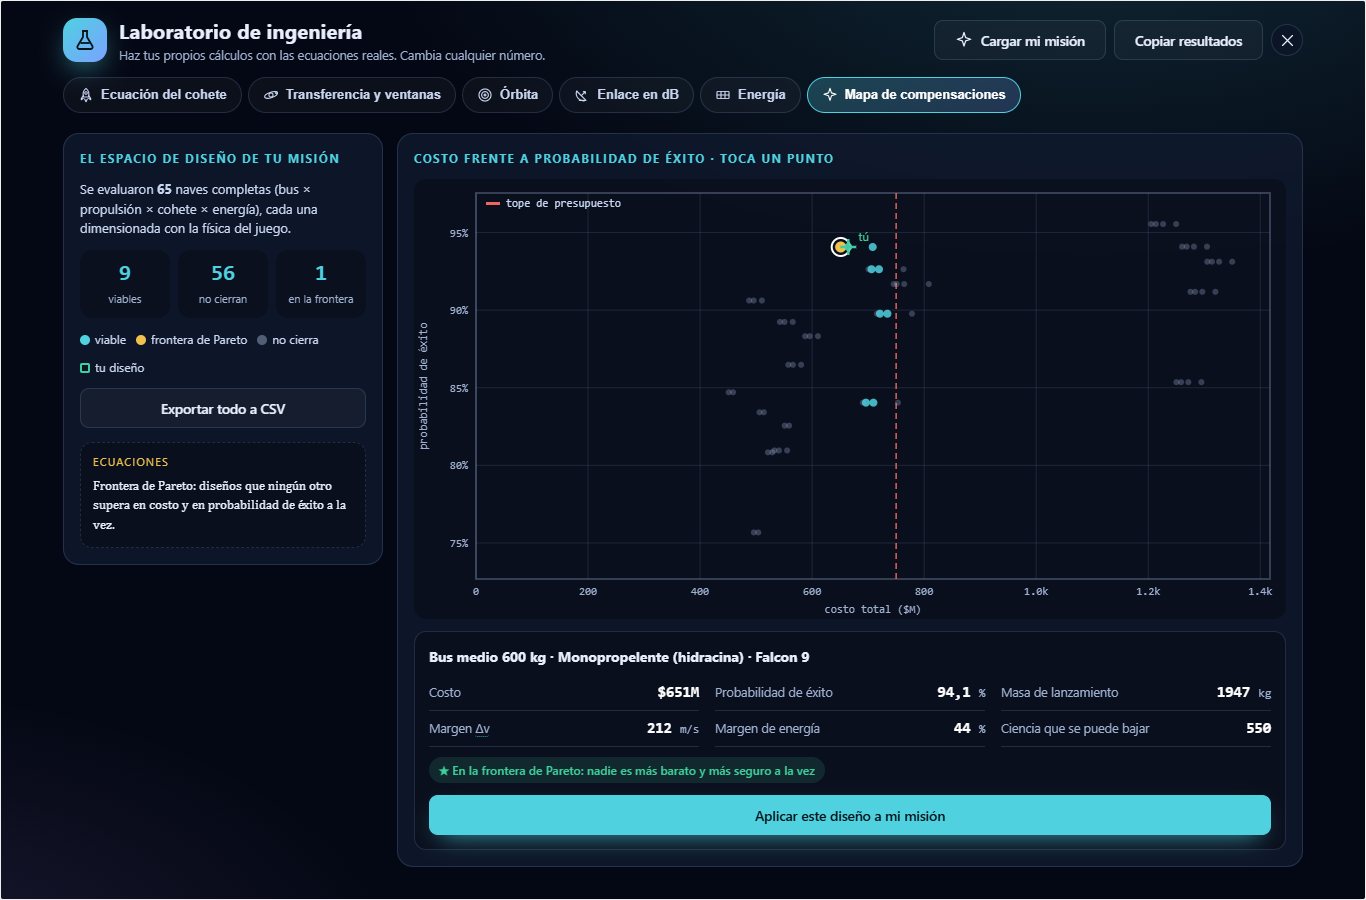 Laboratorio de ingeniería
Haz tus propios cálculos con las ecuaciones reales. Cambia cualquier número.
Cargar mi misión
Copiar resultados
Ecuación del cohete
Transferencia y ventanas
Órbita
Enlace en dB
Energía
Mapa de compensaciones
EL ESPACIO DE DISEÑO DE TU MISIÓN
Se evaluaron 65 naves completas (bus ×
propulsión × cohete × energía), cada una
dimensionada con la física del juego.
9
viables
56
no cierran
1
en la frontera
viable
frontera de Pareto
no cierra
tu diseño
Exportar todo a CSV
ECUACIONES
Frontera de Pareto: diseños que ningún otro
supera en costo y en probabilidad de éxito a la
vez.
COSTO FRENTE A PROBABILIDAD DE ÉXITO · TOCA UN PUNTO
tope de presupuesto
tú
95%
90%
85%
80%
75%
probabilidad de éxito
0
200
400
600
800
1.0k
1.2k
1.4k
costo total ($M)
Bus medio 600 kg · Monopropelente (hidracina) · Falcon 9
Costo $651M
Probabilidad de éxito 94,1 %
Masa de lanzamiento 1947 kg
Margen Δv 212 m/s
Margen de energía 44 %
Ciencia que se puede bajar 550
★ En la frontera de Pareto: nadie es más barato y más seguro a la vez
Aplicar este diseño a mi misión